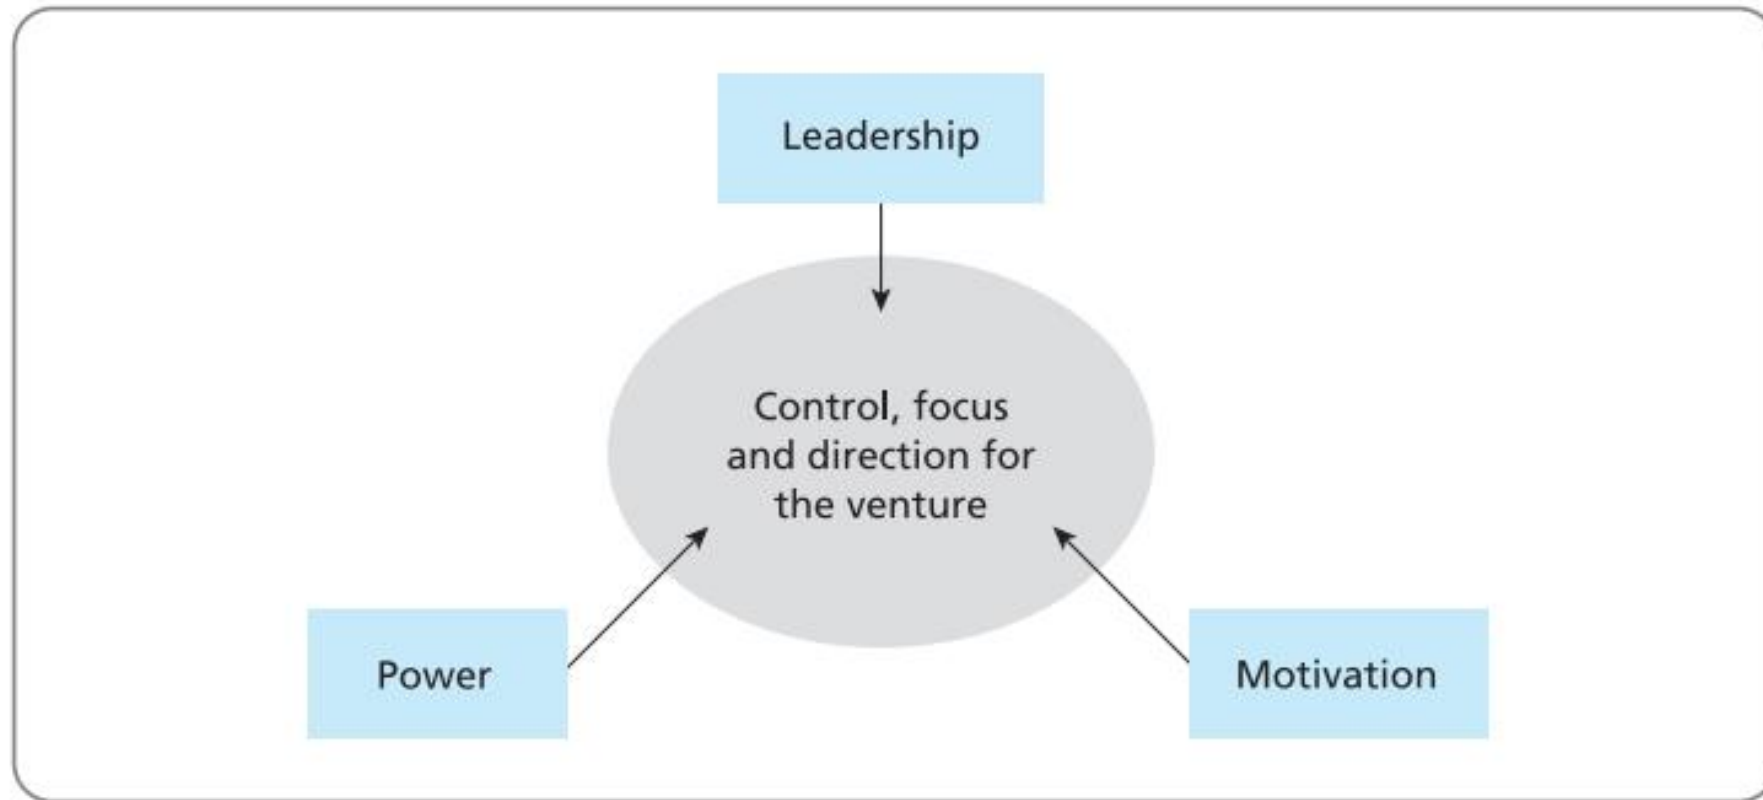 Leadership
Control, focus
and direction for
the venture
Power
Motivation